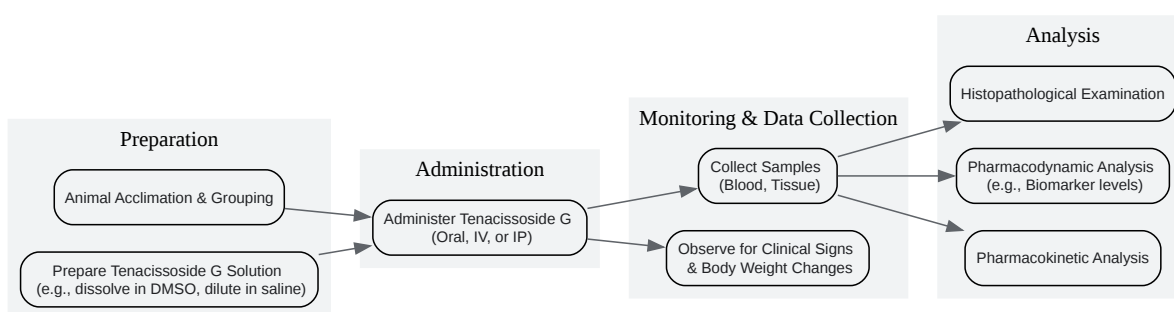 Preparation
Animal Acclimation & Grouping
Prepare Tenacissoside G Solution
(e.g., dissolve in DMSO, dilute in saline)
Administration
Administer Tenacissoside G
(Oral, IV, or IP)
Monitoring & Data Collection
Collect Samples
(Blood, Tissue)
Observe for Clinical Signs
& Body Weight Changes
Analysis
Histopathological Examination
Pharmacodynamic Analysis
(e.g., Biomarker levels)
Pharmacokinetic Analysis